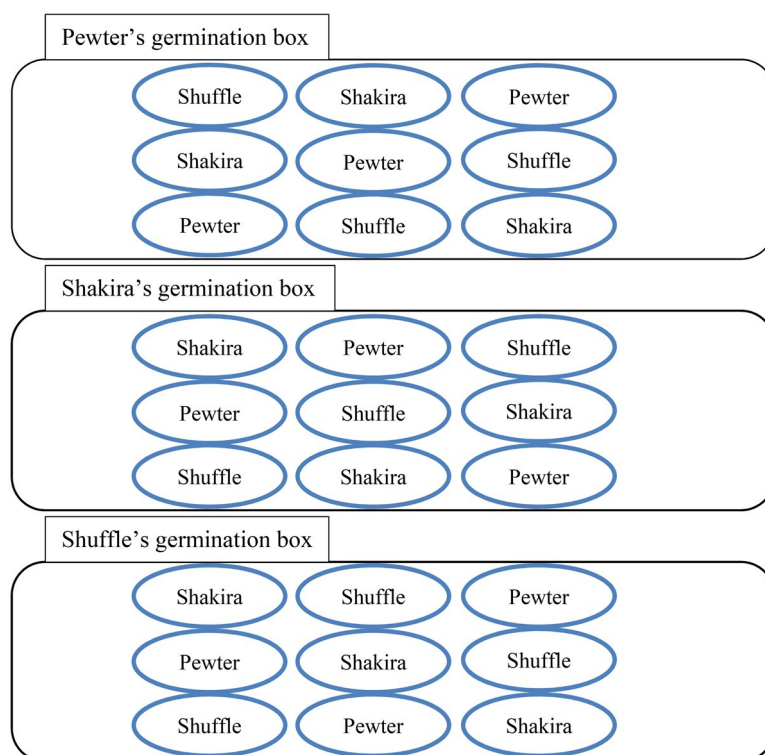 Pewter’s germination box
Shuffle Shakira Pewter
Shakira Pewter Shuffle
Pewter Shuffle Shakira
Shakira’s germination box
Shakira Pewter Shuffle
Pewter Shuffle Shakira
Shuffle Shakira Pewter
Shuffle’s germination box
Shakira Shuffle Pewter
Pewter Shakira Shuffle
Shuffle Pewter Shakira